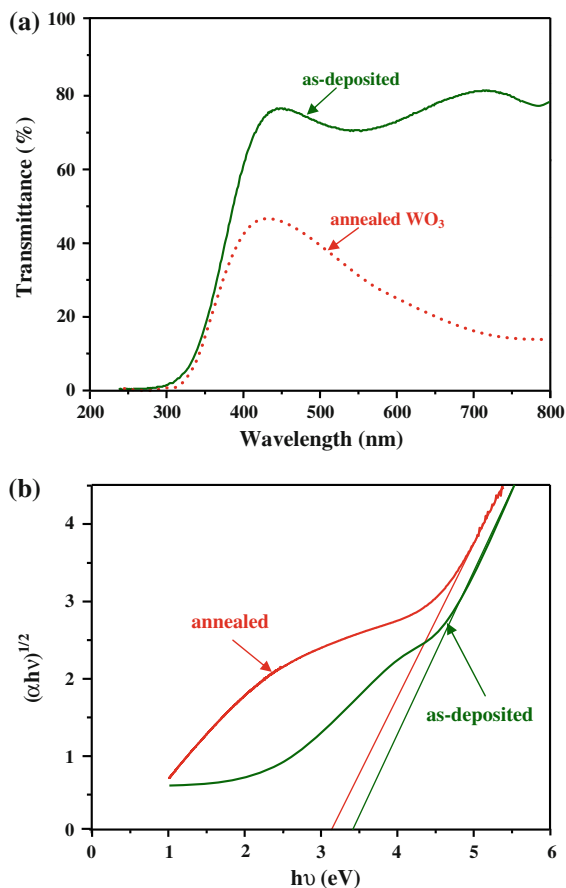 (a)
100
80
60
40
20
0
Transmittance (%)
as-deposited
annealed WO₃
200 300 400 500 600 700 800
Wavelength (nm)
(b)
4
3
2
1
0
(αhν)^1/2
annealed
as-deposited
0 1 2 3 4 5 6
hυ (eV)